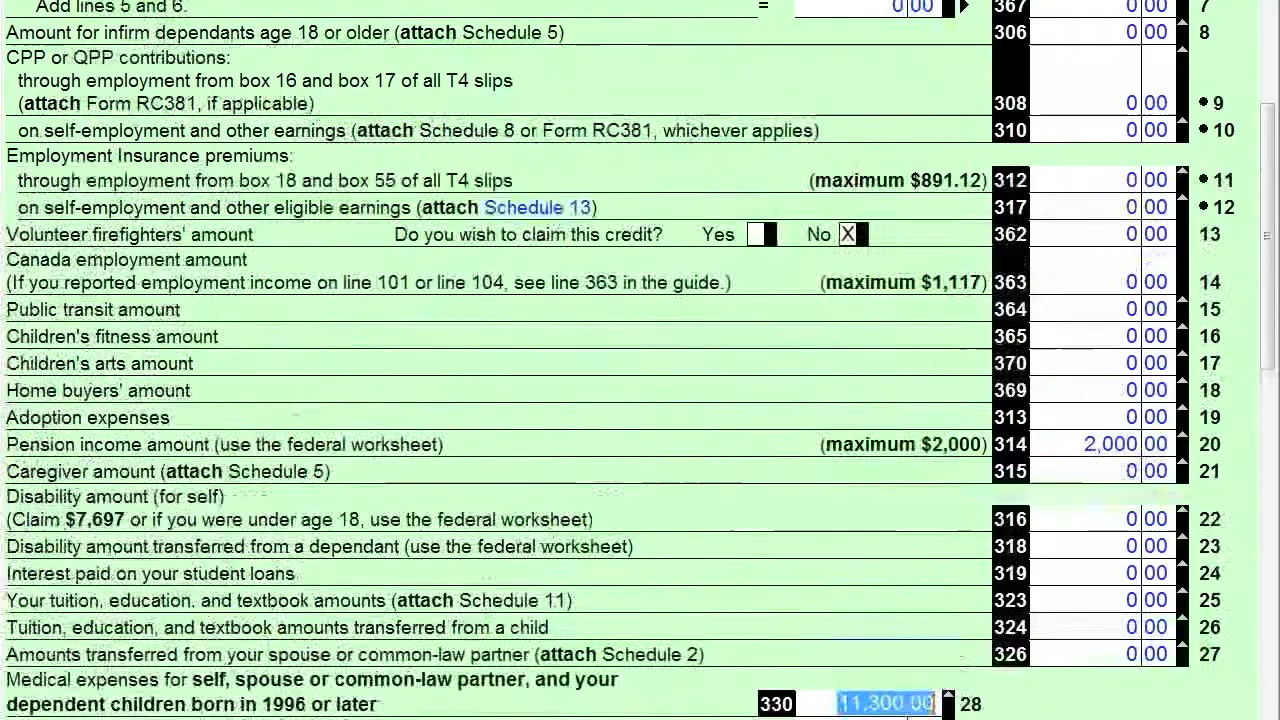 Add lines 5 and 6. = 0 00 367 0 00 7
Amount for infirm dependants age 18 or older (attach Schedule 5) 306 0 00 8
CPP or QPP contributions:
through employment from box 16 and box 17 of all T4 slips
(attach Form RC381, if applicable) 308 0 00 • 9
on self-employment and other earnings (attach Schedule 8 or Form RC381, whichever applies) 310 0 00 • 10
Employment Insurance premiums:
through employment from box 18 and box 55 of all T4 slips (maximum $891.12) 312 0 00 • 11
on self-employment and other eligible earnings (attach Schedule 13) 317 0 00 • 12
Volunteer firefighters' amount Do you wish to claim this credit? Yes No X 362 0 00 13
Canada employment amount
(If you reported employment income on line 101 or line 104, see line 363 in the guide.) (maximum $1,117) 363 0 00 14
Public transit amount 364 0 00 15
Children's fitness amount 365 0 00 16
Children's arts amount 370 0 00 17
Home buyers' amount 369 0 00 18
Adoption expenses 313 0 00 19
Pension income amount (use the federal worksheet) (maximum $2,000) 314 2,000 00 20
Caregiver amount (attach Schedule 5) 315 0 00 21
Disability amount (for self)
(Claim $7,697 or if you were under age 18, use the federal worksheet) 316 0 00 22
Disability amount transferred from a dependant (use the federal worksheet) 318 0 00 23
Interest paid on your student loans 319 0 00 24
Your tuition, education, and textbook amounts (attach Schedule 11) 323 0 00 25
Tuition, education, and textbook amounts transferred from a child 324 0 00 26
Amounts transferred from your spouse or common-law partner (attach Schedule 2) 326 0 00 27
Medical expenses for self, spouse or common-law partner, and your
dependent children born in 1996 or later 330 11,300 00 28